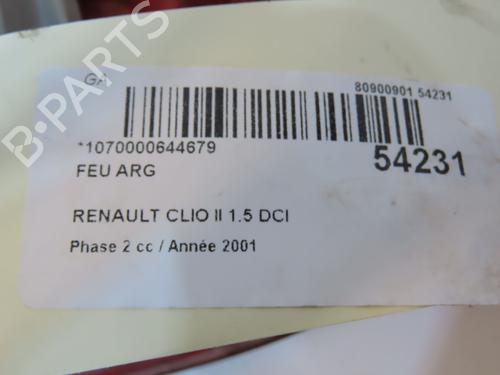 GA
80900901 54231
*1070000644679
54231
FEU ARG
RENAULT CLIO II 1.5 DCI
Phase 2 cc / Année 2001
B-PARTS